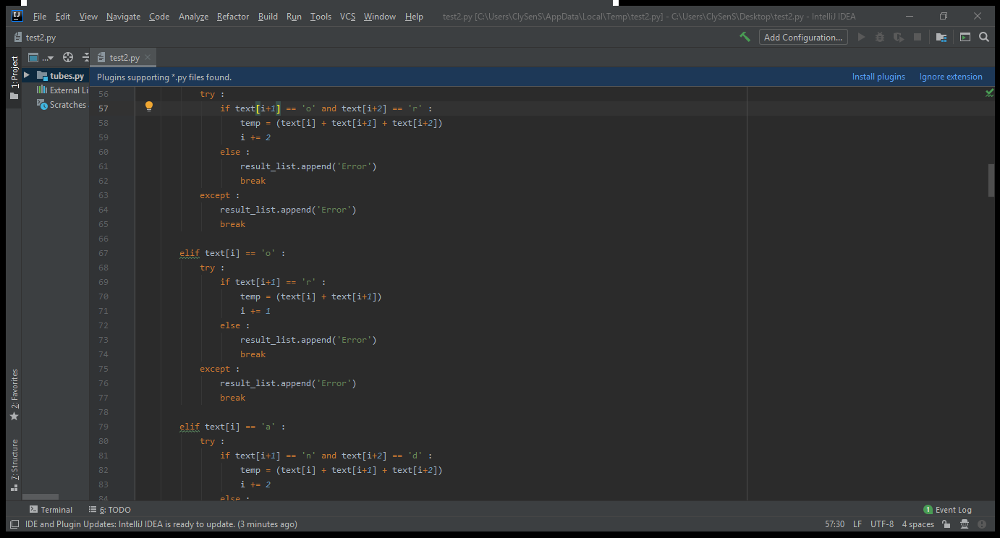 File Edit View Navigate Code Analyze Refactor Build Run Tools VCS Window Help test2.py [C:\Users\ClySenS\AppData\Local\Temp\test2.py] - C:\Users\ClySenS\Desktop\test2.py - IntelliJ IDEA
test2.py Add Configuration...
1: Project ... test2.py
tubes.py Plugins supporting *.py files found. Install plugins Ignore extension
External Li
Scratches
56 try :
57 if text[i+1] == 'o' and text[i+2] == 'r' :
58 temp = (text[i] + text[i+1] + text[i+2])
59 i += 2
60 else :
61 result_list.append('Error')
62 break
63 except :
64 result_list.append('Error')
65 break
66
67 elif text[i] == 'o' :
68 try :
69 if text[i+1] == 'r' :
70 temp = (text[i] + text[i+1])
71 i += 1
72 else :
73 result_list.append('Error')
74 break
75 except :
76 result_list.append('Error')
77 break
78
79 elif text[i] == 'a' :
80 try :
81 if text[i+1] == 'n' and text[i+2] == 'd' :
82 temp = (text[i] + text[i+1] + text[i+2])
83 i += 2
84 else :
2: Favorites
7: Structure
Terminal 6: TODO 1 Event Log
IDE and Plugin Updates: IntelliJ IDEA is ready to update. (3 minutes ago) 57:30 LF UTF-8 4 spaces